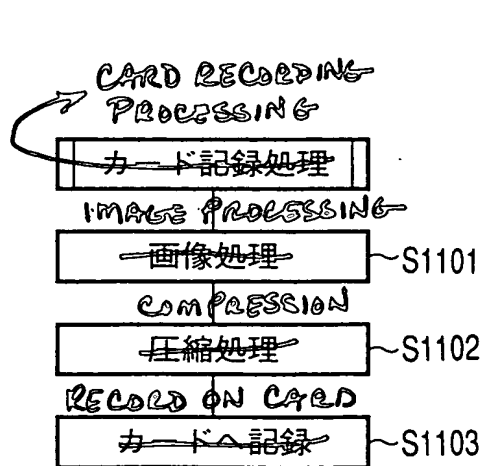 CARD RECORDING
PROCESSING
カード記録処理
IMAGE PROCESSING
画像処理 S1101
COMPRESSION
圧縮処理 S1102
RECORD ON CARD
カードへ記録 S1103